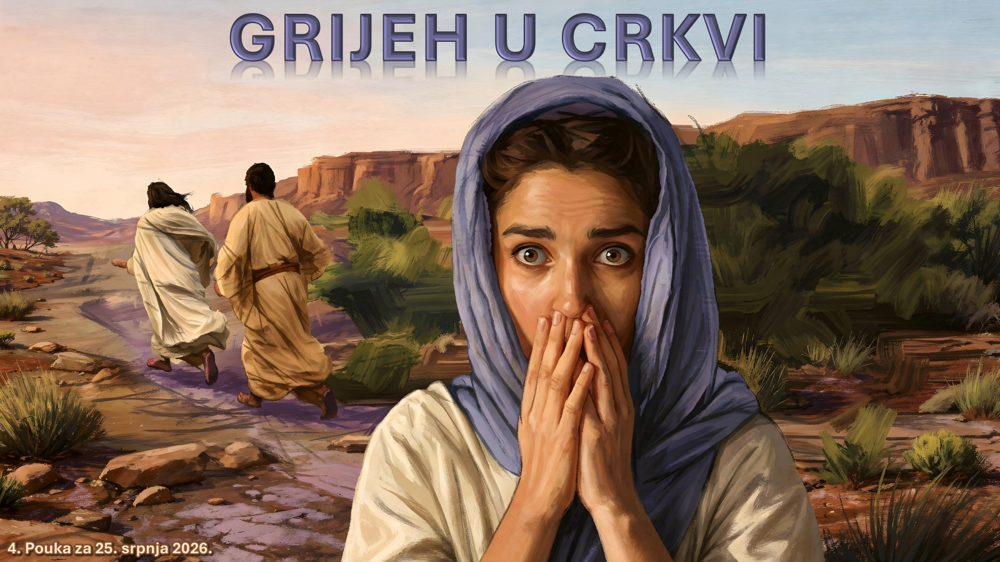 GRIJEH U CRKVI
4. Pouka za 25. srpnja 2026.